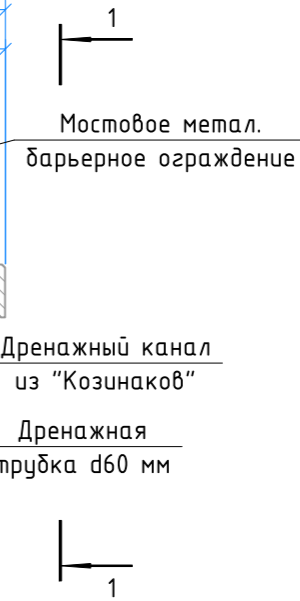 1
Мостовое метал.
барьерное ограждение
Дренажный канал
из "Козинаков"
Дренажная
трубка d60 мм
1